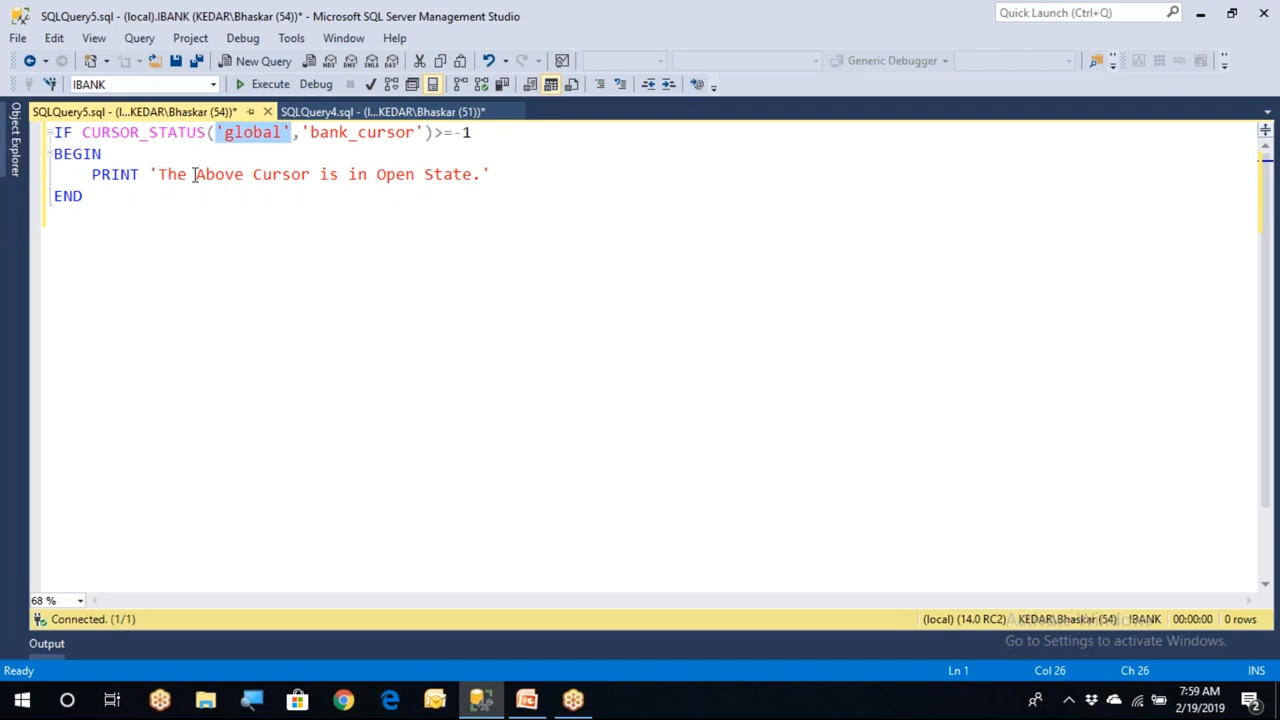 SQLQuery5.sql - (local).IBANK (KEDAR\Bhaskar (54))* - Microsoft SQL Server Management Studio
Quick Launch (Ctrl+Q)
File Edit View Query Project Debug Tools Window Help
New Query
Generic Debugger
IBANK
Execute Debug
SQLQuery5.sql - (l...KEDAR\Bhaskar (54))* SQLQuery4.sql - (l...KEDAR\Bhaskar (51))*
Object Explorer
IF CURSOR_STATUS('global','bank_cursor')>=-1
BEGIN
PRINT 'The Above Cursor is in Open State.'
END
68 %
Connected. (1/1)
(local) (14.0 RC2) KEDAR\Bhaskar (54) IBANK 00:00:00 0 rows
Activate Windows
Go to Settings to activate Windows.
Output
Ready
Ln 1 Col 26 Ch 26 INS
7:59 AM
2/19/2019
2